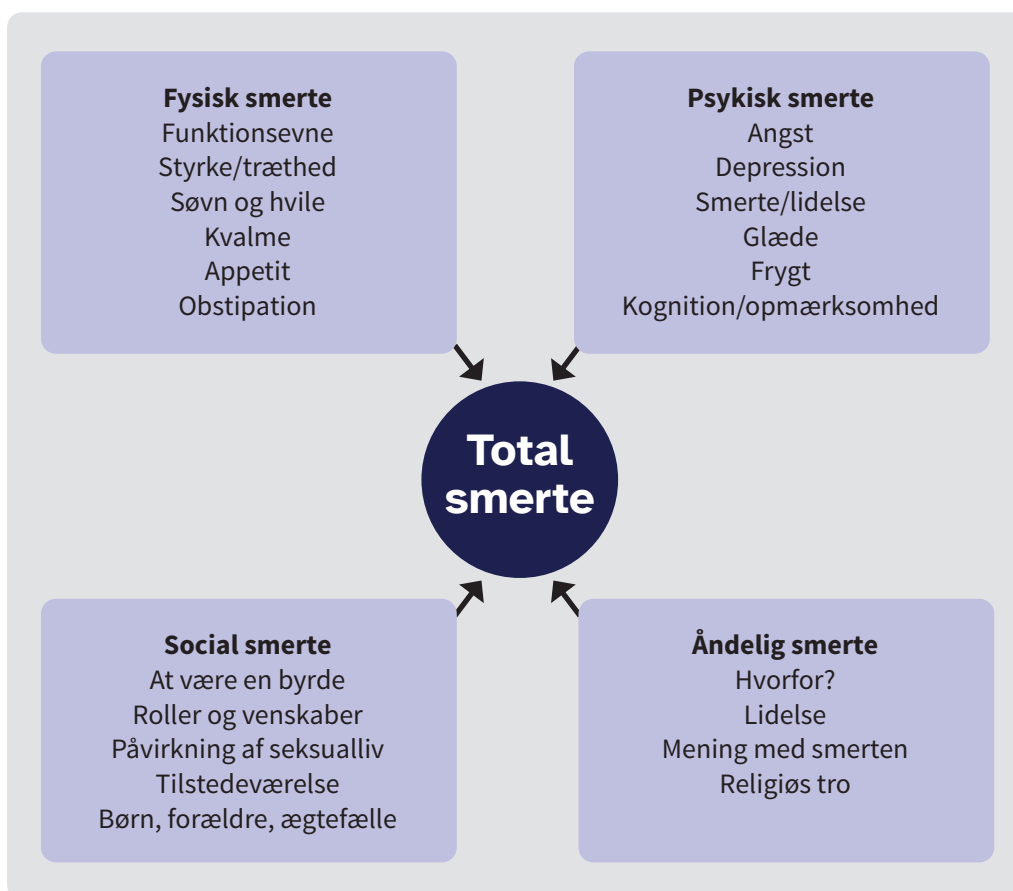 Fysisk smerte
Funktionsevne
Styrke/træthed
Søvn og hvile
Kvalme
Appetit
Obstipation
Psykisk smerte
Angst
Depression
Smerte/lidelse
Glæde
Frygt
Kognition/opmærksomhed
Total
smerte
Social smerte
At være en byrde
Roller og venskaber
Påvirkning af seksualliv
Tilstedeværelse
Børn, forældre, ægtefælle
Åndelig smerte
Hvorfor?
Lidelse
Mening med smerten
Religiøs tro